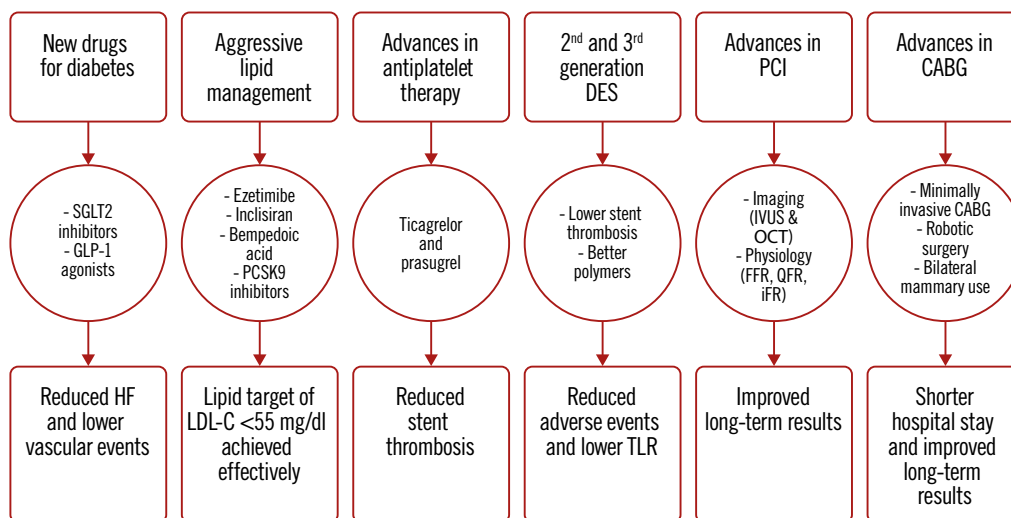 New drugs
for diabetes
Aggressive
lipid
management
Advances in
antiplatelet
therapy
2nd and 3rd
generation
DES
Advances in
PCI
Advances in
CABG
- SGLT2
inhibitors
- GLP-1
agonists
- Ezetimibe
- Inclisiran
- Bempedoic
acid
- PCSK9
inhibitors
Ticagrelor
and
prasugrel
- Lower stent
thrombosis
- Better
polymers
- Imaging
(IVUS &
OCT)
- Physiology
(FFR, QFR,
iFR)
- Minimally
invasive CABG
- Robotic
surgery
- Bilateral
mammary use
Reduced HF
and lower
vascular events
Lipid target of
LDL-C <55 mg/dl
achieved
effectively
Reduced
stent
thrombosis
Reduced
adverse events
and lower TLR
Improved
long-term results
Shorter
hospital stay
and improved
long-term
results